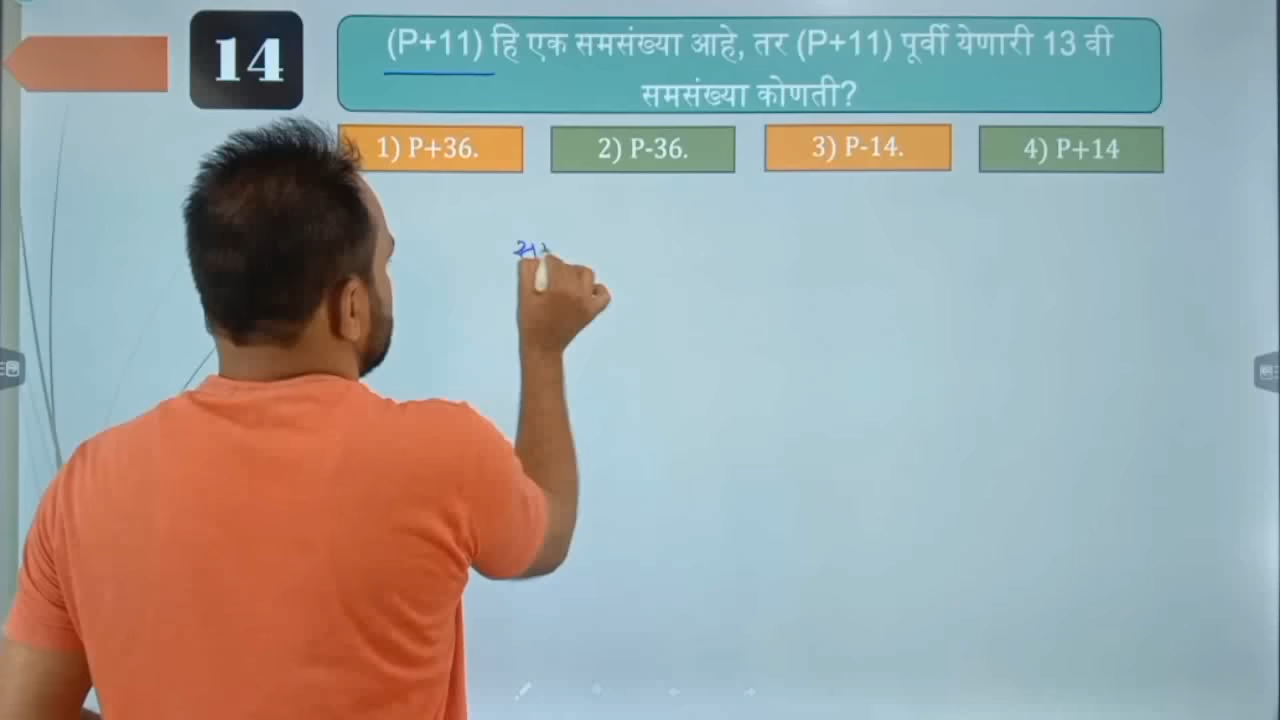 14
(P+11) हि एक समसंख्या आहे, तर (P+11) पूर्वी येणारी 13 वी
समसंख्या कोणती?
1) P+36.
2) P-36.
3) P-14.
4) P+14